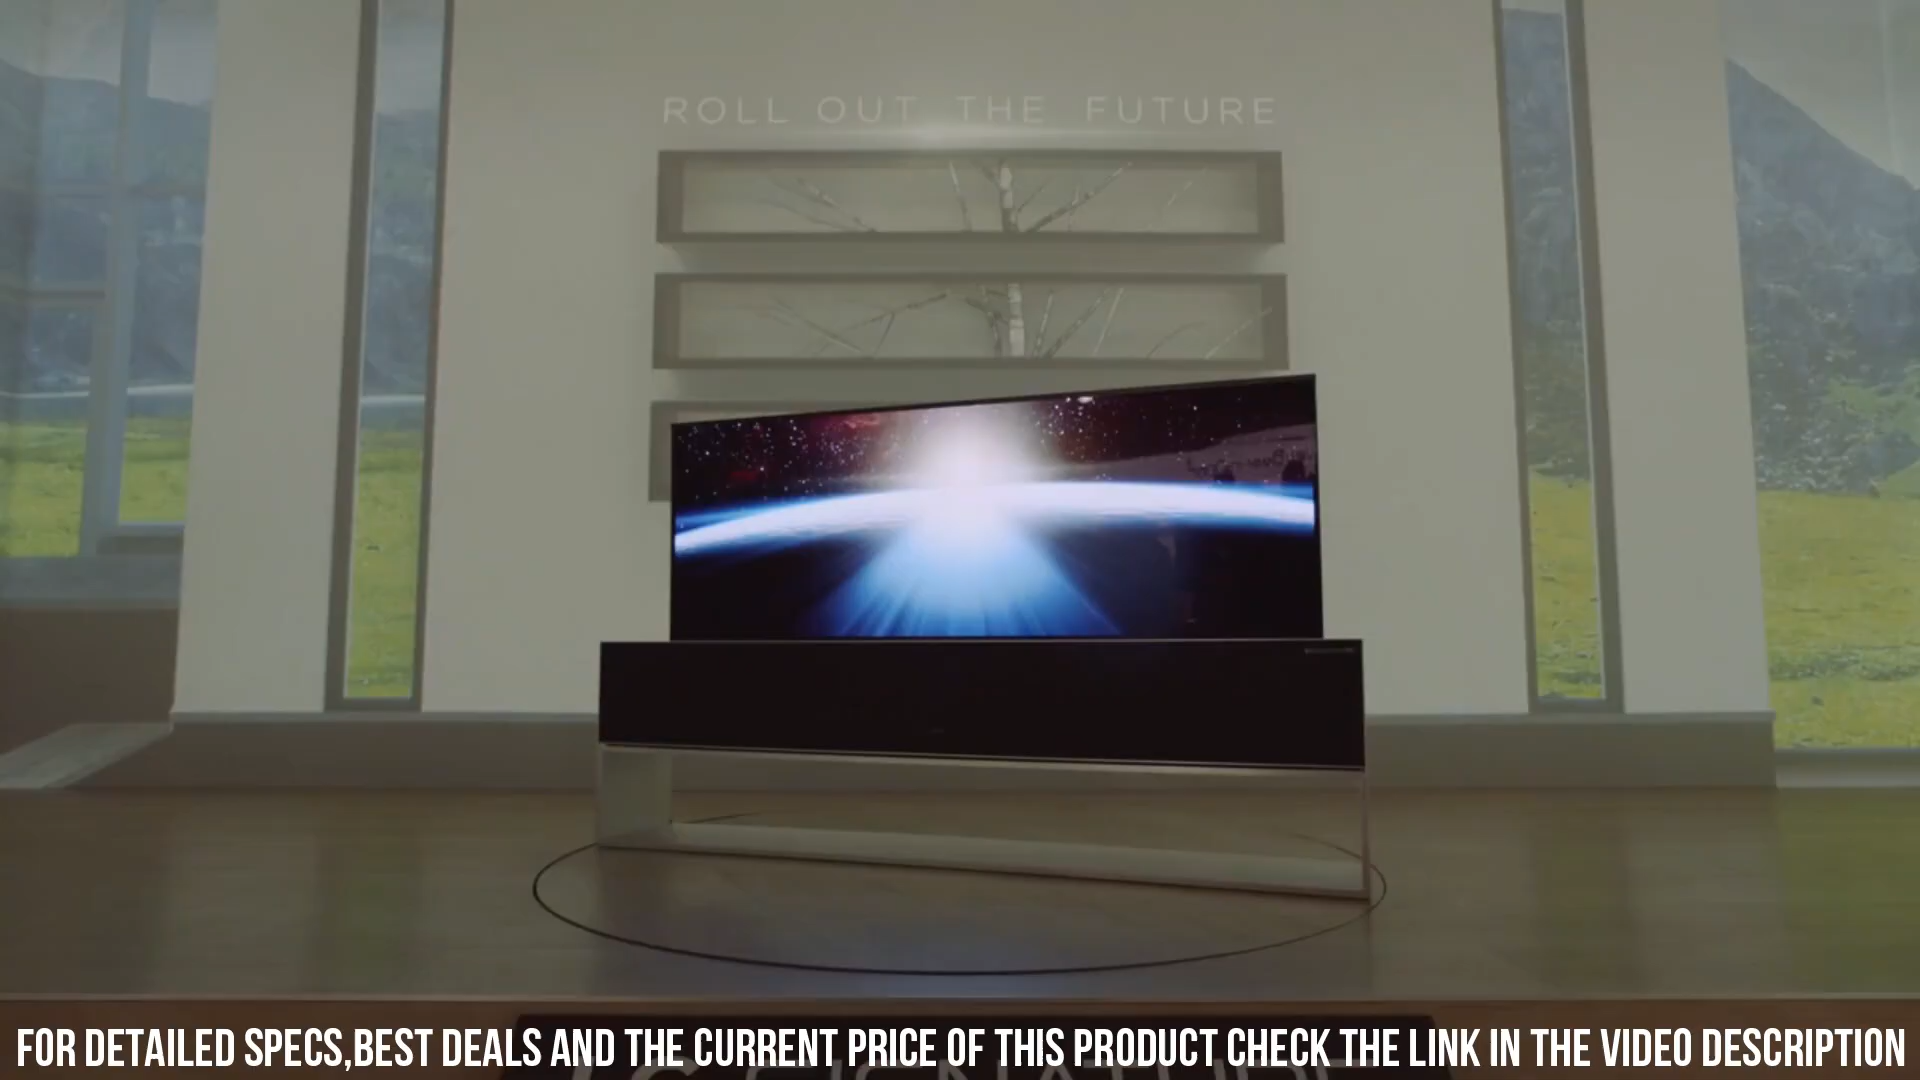 ROLL OUT THE FUTURE
FOR DETAILED SPECS,BEST DEALS AND THE CURRENT PRICE OF THIS PRODUCT CHECK THE LINK IN THE VIDEO DESCRIPTION